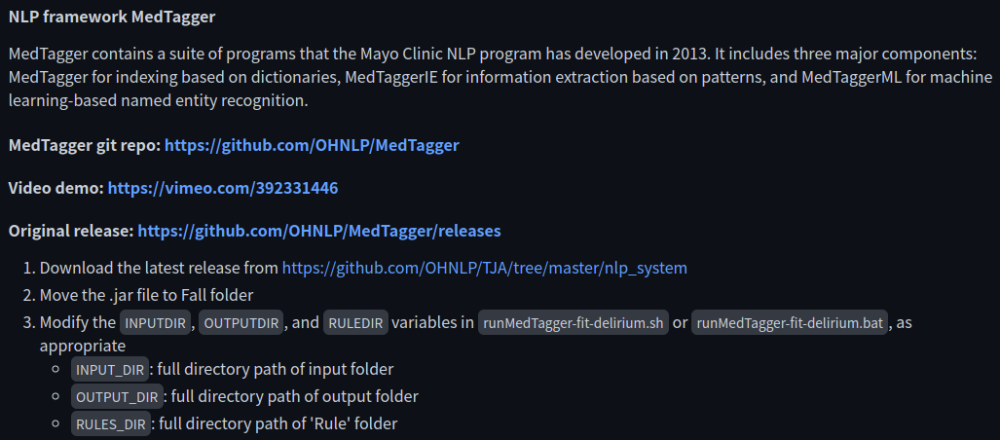 NLP framework MedTagger
MedTagger contains a suite of programs that the Mayo Clinic NLP program has developed in 2013. It includes three major components:
MedTagger for indexing based on dictionaries, MedTaggerIE for information extraction based on patterns, and MedTaggerML for machine
learning-based named entity recognition.
MedTagger git repo: https://github.com/OHNLP/MedTagger
Video demo: https://vimeo.com/392331446
Original release: https://github.com/OHNLP/MedTagger/releases
1. Download the latest release from https://github.com/OHNLP/TJA/tree/master/nlp_system
2. Move the .jar file to Fall folder
3. Modify the INPUTDIR, OUTPUTDIR, and RULEDIR variables in runMedTagger-fit-delirium.sh or runMedTagger-fit-delirium.bat, as
appropriate
○ INPUT_DIR: full directory path of input folder
○ OUTPUT_DIR: full directory path of output folder
○ RULES_DIR: full directory path of 'Rule' folder